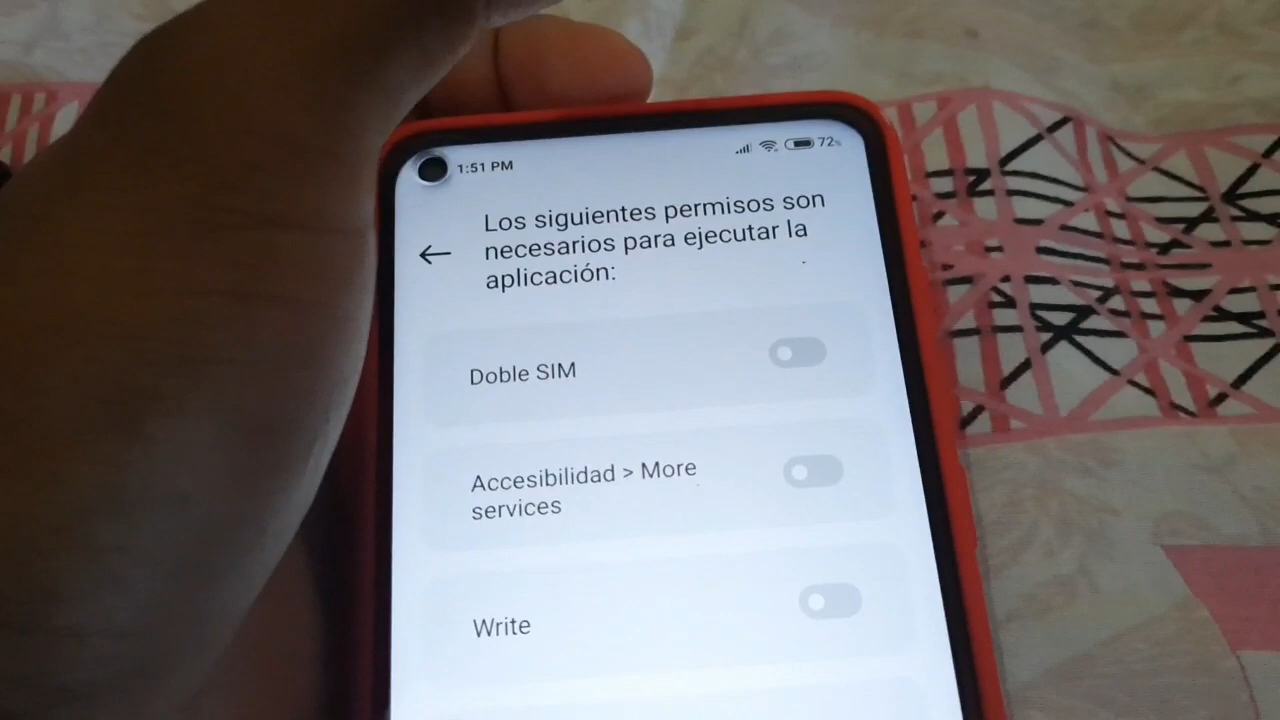 1:51 PM
72%
Los siguientes permisos son
necesarios para ejecutar la
aplicación:
Doble SIM
Accesibilidad > More
services
Write